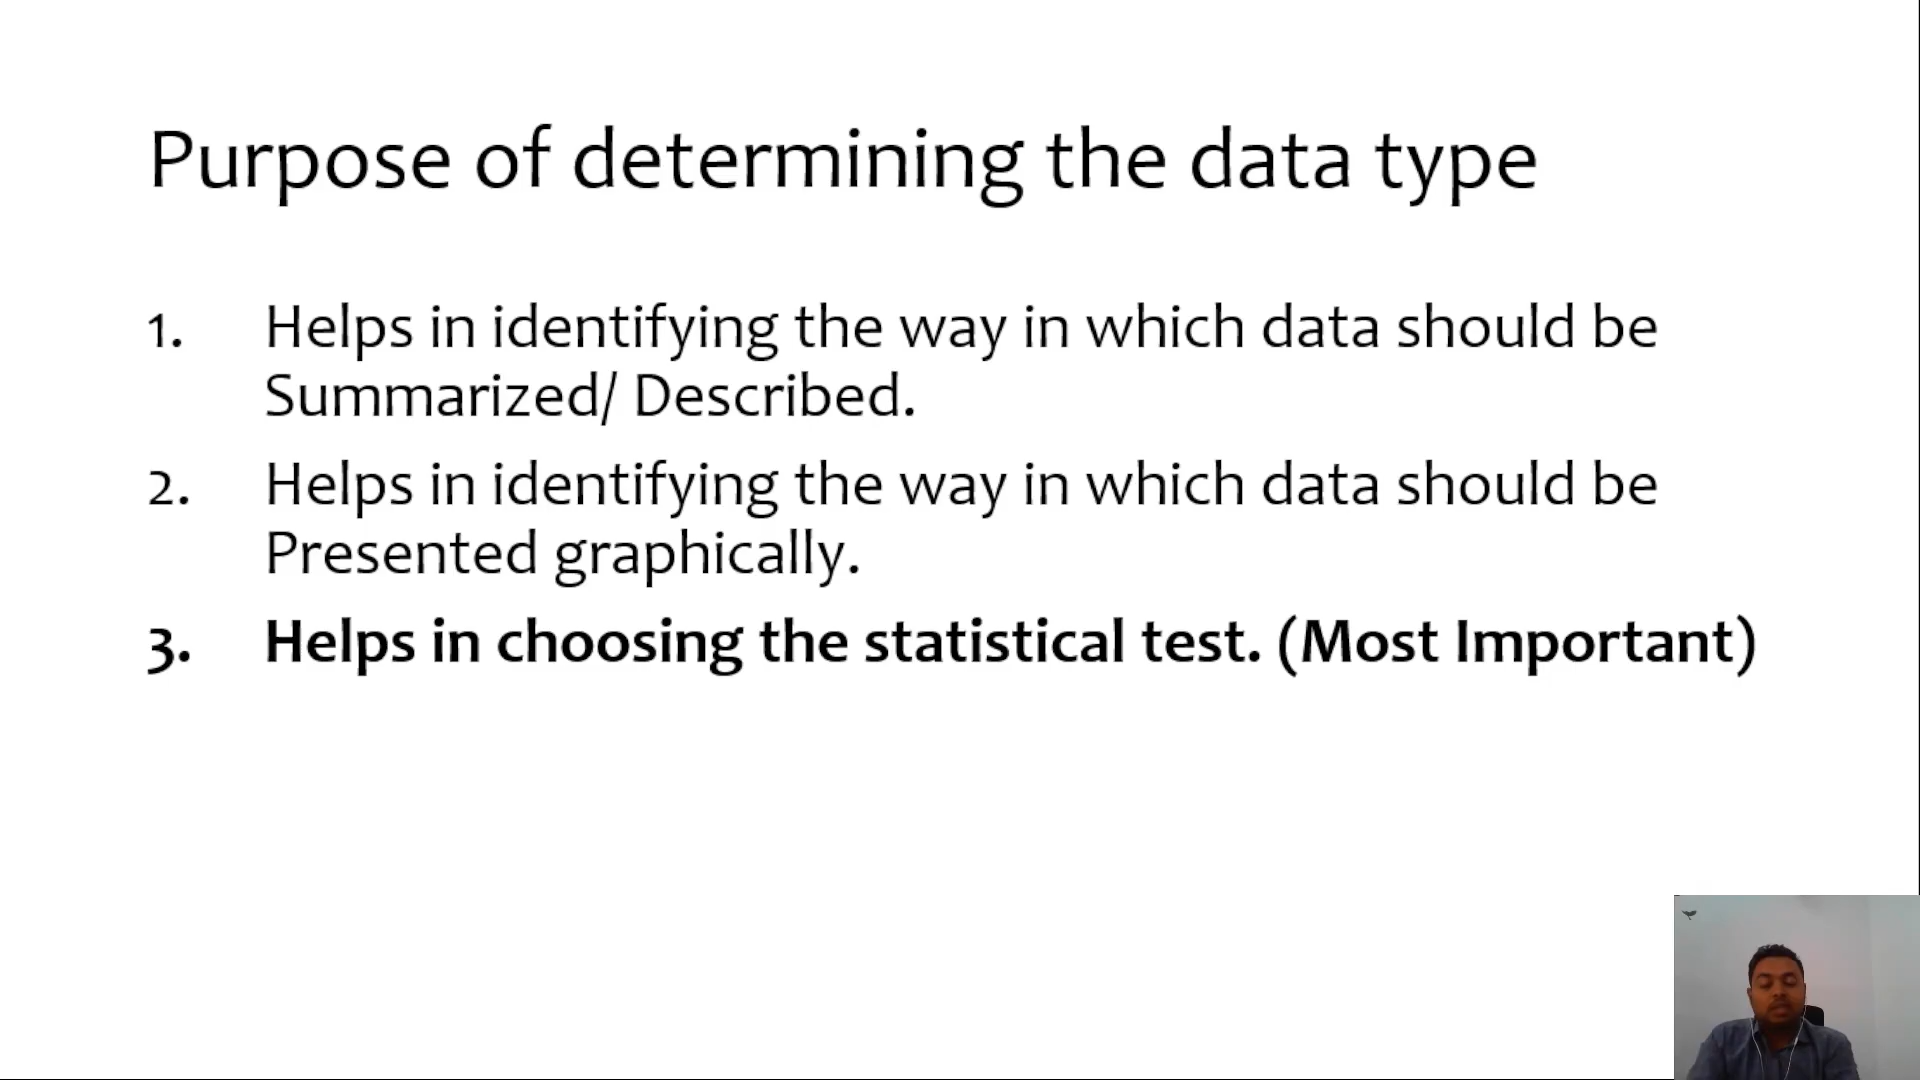 Purpose of determining the data type
1. Helps in identifying the way in which data should be
Summarized/ Described.
2. Helps in identifying the way in which data should be
Presented graphically.
3. Helps in choosing the statistical test. (Most Important)